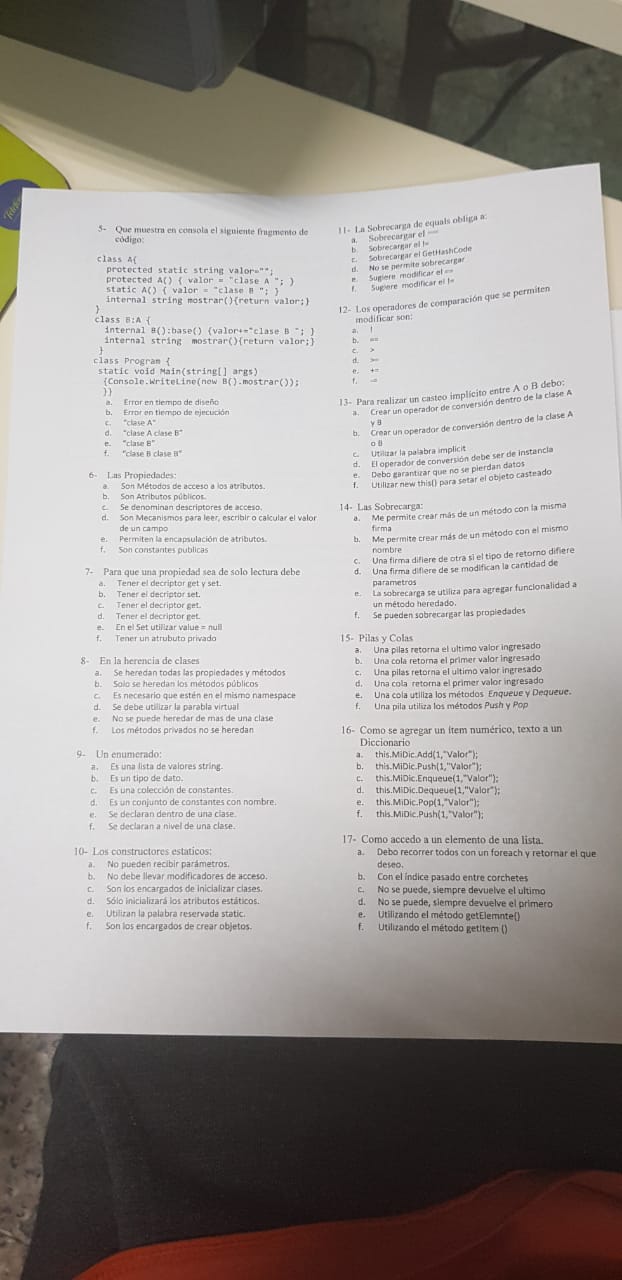 5- Que muestra en consola el siguiente fragmento de
código:
class A{
protected static string valor="";
protected A() { valor = "clase A "; }
static A() { valor = "clase B "; }
internal string mostrar(){return valor;}
}
class B:A {
internal B():base() {valor+="clase B "; }
internal string mostrar(){return valor;}
}
class Program {
static void Main(string[] args)
{Console.WriteLine(new B().mostrar());
}}
a. Error en tiempo de diseño
b. Error en tiempo de ejecución
c. "clase A"
d. "clase A clase B"
e. "clase B"
f. "clase B clase B"
6- Las Propiedades:
a. Son Métodos de acceso a los atributos.
b. Son Atributos públicos.
c. Se denominan descriptores de acceso.
d. Son Mecanismos para leer, escribir o calcular el valor
de un campo
e. Permiten la encapsulación de atributos.
f. Son constantes publicas
7- Para que una propiedad sea de solo lectura debe
a. Tener el decriptor get y set.
b. Tener el decriptor set.
c. Tener el decriptor get.
d. Tener el decriptor get.
e. En el Set utilizar value = null
f. Tener un atrubuto privado
8- En la herencia de clases
a. Se heredan todas las propiedades y métodos
b. Solo se heredan los métodos públicos
c. Es necesario que estén en el mismo namespace
d. Se debe utilizar la parabla virtual
e. No se puede heredar de mas de una clase
f. Los métodos privados no se heredan
9- Un enumerado:
a. Es una lista de valores string.
b. Es un tipo de dato.
c. Es una colección de constantes.
d. Es un conjunto de constantes con nombre.
e. Se declaran dentro de una clase.
f. Se declaran a nivel de una clase.
10- Los constructores estaticos:
a. No pueden recibir parámetros.
b. No debe llevar modificadores de acceso.
c. Son los encargados de inicializar clases.
d. Sólo inicializará los atributos estáticos.
e. Utilizan la palabra reservada static.
f. Son los encargados de crear objetos.
11- La Sobrecarga de equals obliga a:
a. Sobrecargar el ==
b. Sobrecargar el !=
c. Sobrecargar el GetHashCode
d. No se permite sobrecargar
e. Sugiere modificar el ==
f. Sugiere modificar el !=
12- Los operadores de comparación que se permiten
modificar son:
a. !
b. ==
c. >
d. >=
e. +=
f.
13- Para realizar un casteo implícito entre A o B debo:
a. Crear un operador de conversión dentro de la clase A
y B
b. Crear un operador de conversión dentro de la clase A
o B
c. Utilizar la palabra implicit
d. El operador de conversión debe ser de instancia
e. Debo garantizar que no se pierdan datos
f. Utilizar new this() para setar el objeto casteado
14- Las Sobrecarga:
a. Me permite crear más de un método con la misma
firma
b. Me permite crear más de un método con el mismo
nombre
c. Una firma difiere de otra si el tipo de retorno difiere
d. Una firma difiere de se modifican la cantidad de
parametros
e. La sobrecarga se utiliza para agregar funcionalidad a
un método heredado.
f. Se pueden sobrecargar las propiedades
15- Pilas y Colas
a. Una pilas retorna el ultimo valor ingresado
b. Una cola retorna el primer valor ingresado
c. Una pilas retorna el ultimo valor ingresado
d. Una cola retorna el primer valor ingresado
e. Una cola utiliza los métodos Enqueue y Dequeue.
f. Una pila utiliza los métodos Push y Pop
16- Como se agregar un ítem numérico, texto a un
Diccionario
a. this.MiDic.Add(1,"Valor");
b. this.MiDic.Push(1,"Valor");
c. this.MiDic.Enqueue(1,"Valor");
d. this.MiDic.Dequeue(1,"Valor");
e. this.MiDic.Pop(1,"Valor");
f. this.MiDic.Push(1,"Valor");
17- Como accedo a un elemento de una lista.
a. Debo recorrer todos con un foreach y retornar el que
deseo.
b. Con el índice pasado entre corchetes
c. No se puede, siempre devuelve el ultimo
d. No se puede, siempre devuelve el primero
e. Utilizando el método getElemnte()
f. Utilizando el método getItem ()